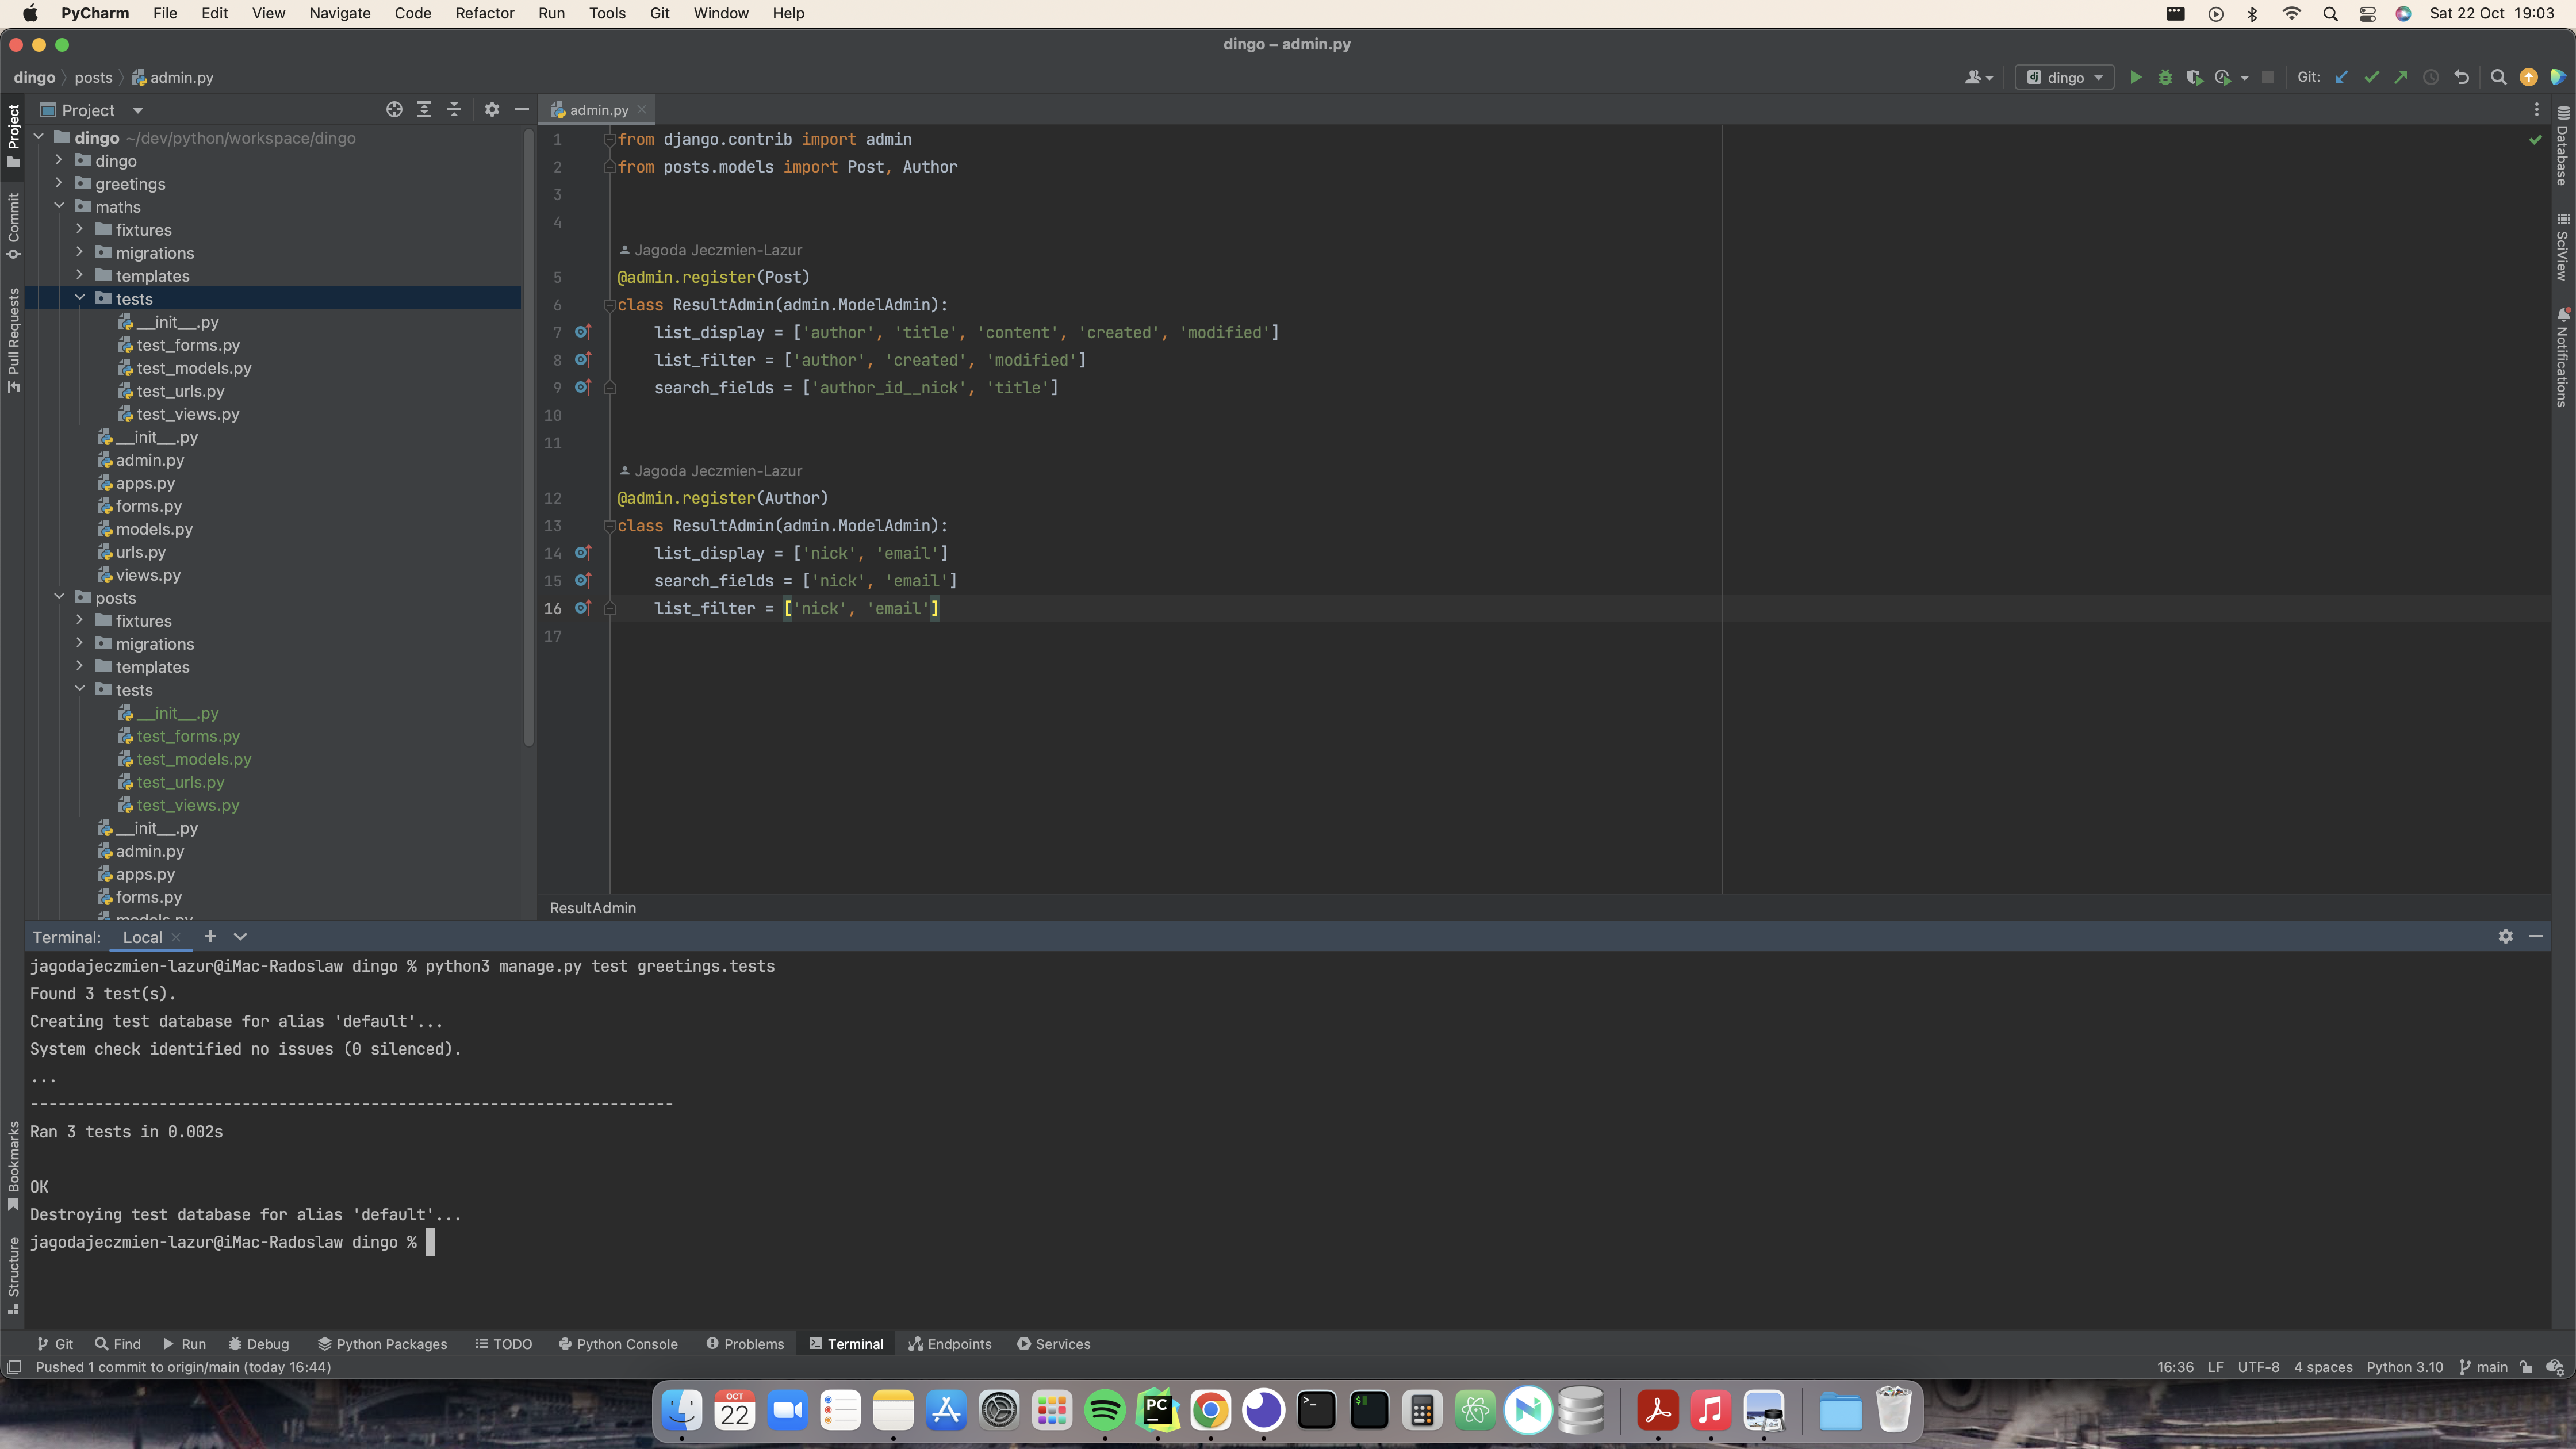 PyCharm File Edit View Navigate Code Refactor Run Tools Git Window Help Sat 22 Oct 19:03
dingo – admin.py
dingo posts admin.py dingo Git:
Project
admin.py
dingo ~/dev/python/workspace/dingo
dingo
greetings
maths
fixtures
migrations
templates
tests
__init__.py
test_forms.py
test_models.py
test_urls.py
test_views.py
__init__.py
admin.py
apps.py
forms.py
models.py
urls.py
views.py
posts
fixtures
migrations
templates
tests
__init__.py
test_forms.py
test_models.py
test_urls.py
test_views.py
__init__.py
admin.py
apps.py
forms.py
models.py
1 from django.contrib import admin
2 from posts.models import Post, Author
3
4
Jagoda Jeczmien-Lazur
5 @admin.register(Post)
6 class ResultAdmin(admin.ModelAdmin):
7 list_display = ['author', 'title', 'content', 'created', 'modified']
8 list_filter = ['author', 'created', 'modified']
9 search_fields = ['author_id__nick', 'title']
10
11
Jagoda Jeczmien-Lazur
12 @admin.register(Author)
13 class ResultAdmin(admin.ModelAdmin):
14 list_display = ['nick', 'email']
15 search_fields = ['nick', 'email']
16 list_filter = ['nick', 'email']
17
ResultAdmin
Project
Commit
Pull Requests
Bookmarks
Structure
Database
SciView
Notifications
Terminal: Local
jagodajeczmien-lazur@iMac-Radoslaw dingo % python3 manage.py test greetings.tests
Found 3 test(s).
Creating test database for alias 'default'...
System check identified no issues (0 silenced).
...
----------------------------------------------------------------------
Ran 3 tests in 0.002s
OK
Destroying test database for alias 'default'...
jagodajeczmien-lazur@iMac-Radoslaw dingo %
Git Find Run Debug Python Packages TODO Python Console Problems Terminal Endpoints Services
Pushed 1 commit to origin/main (today 16:44) 16:36 LF UTF-8 4 spaces Python 3.10 main
OCT
22
PC